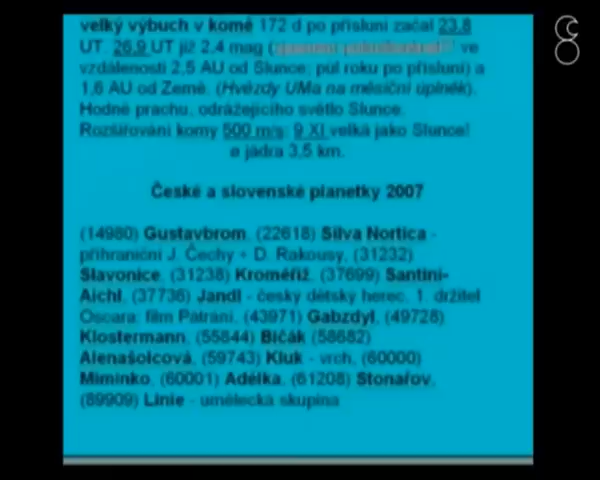 velký výbuch v komě 172 d po přísluní začal 23.8
UT. 26.9 UT již 2,4 mag ( ve
vzdálenosti 2,5 AU od Slunce; půl roku po přísluní) a
1,6 AU od Země. (Hvězdy UMa na měsíční úplněk).
Hodně prachu, odrážejícího světlo Slunce.
Rozšiřování komy 500 m/s: 9.XI velká jako Slunce!
ø jádra 3,5 km.
České a slovenské planetky 2007
(14980) Gustavbrom, (22618) Silva Nortica -
příhraniční J. Čechy + D. Rakousy, (31232)
Slavonice, (31238) Kroměříž, (37699) Santini-
Aichl, (37736) Jandl - český dětský herec, 1. držitel
Oscara: film Pátrání, (43971) Gabzdyl, (49728)
Klostermann, (55844) Bičák (58682)
Alenašolcová, (59743) Kluk - vrch, (60000)
Miminko, (60001) Adélka, (61208) Stonařov,
(89909) Linie - umělecká skupina